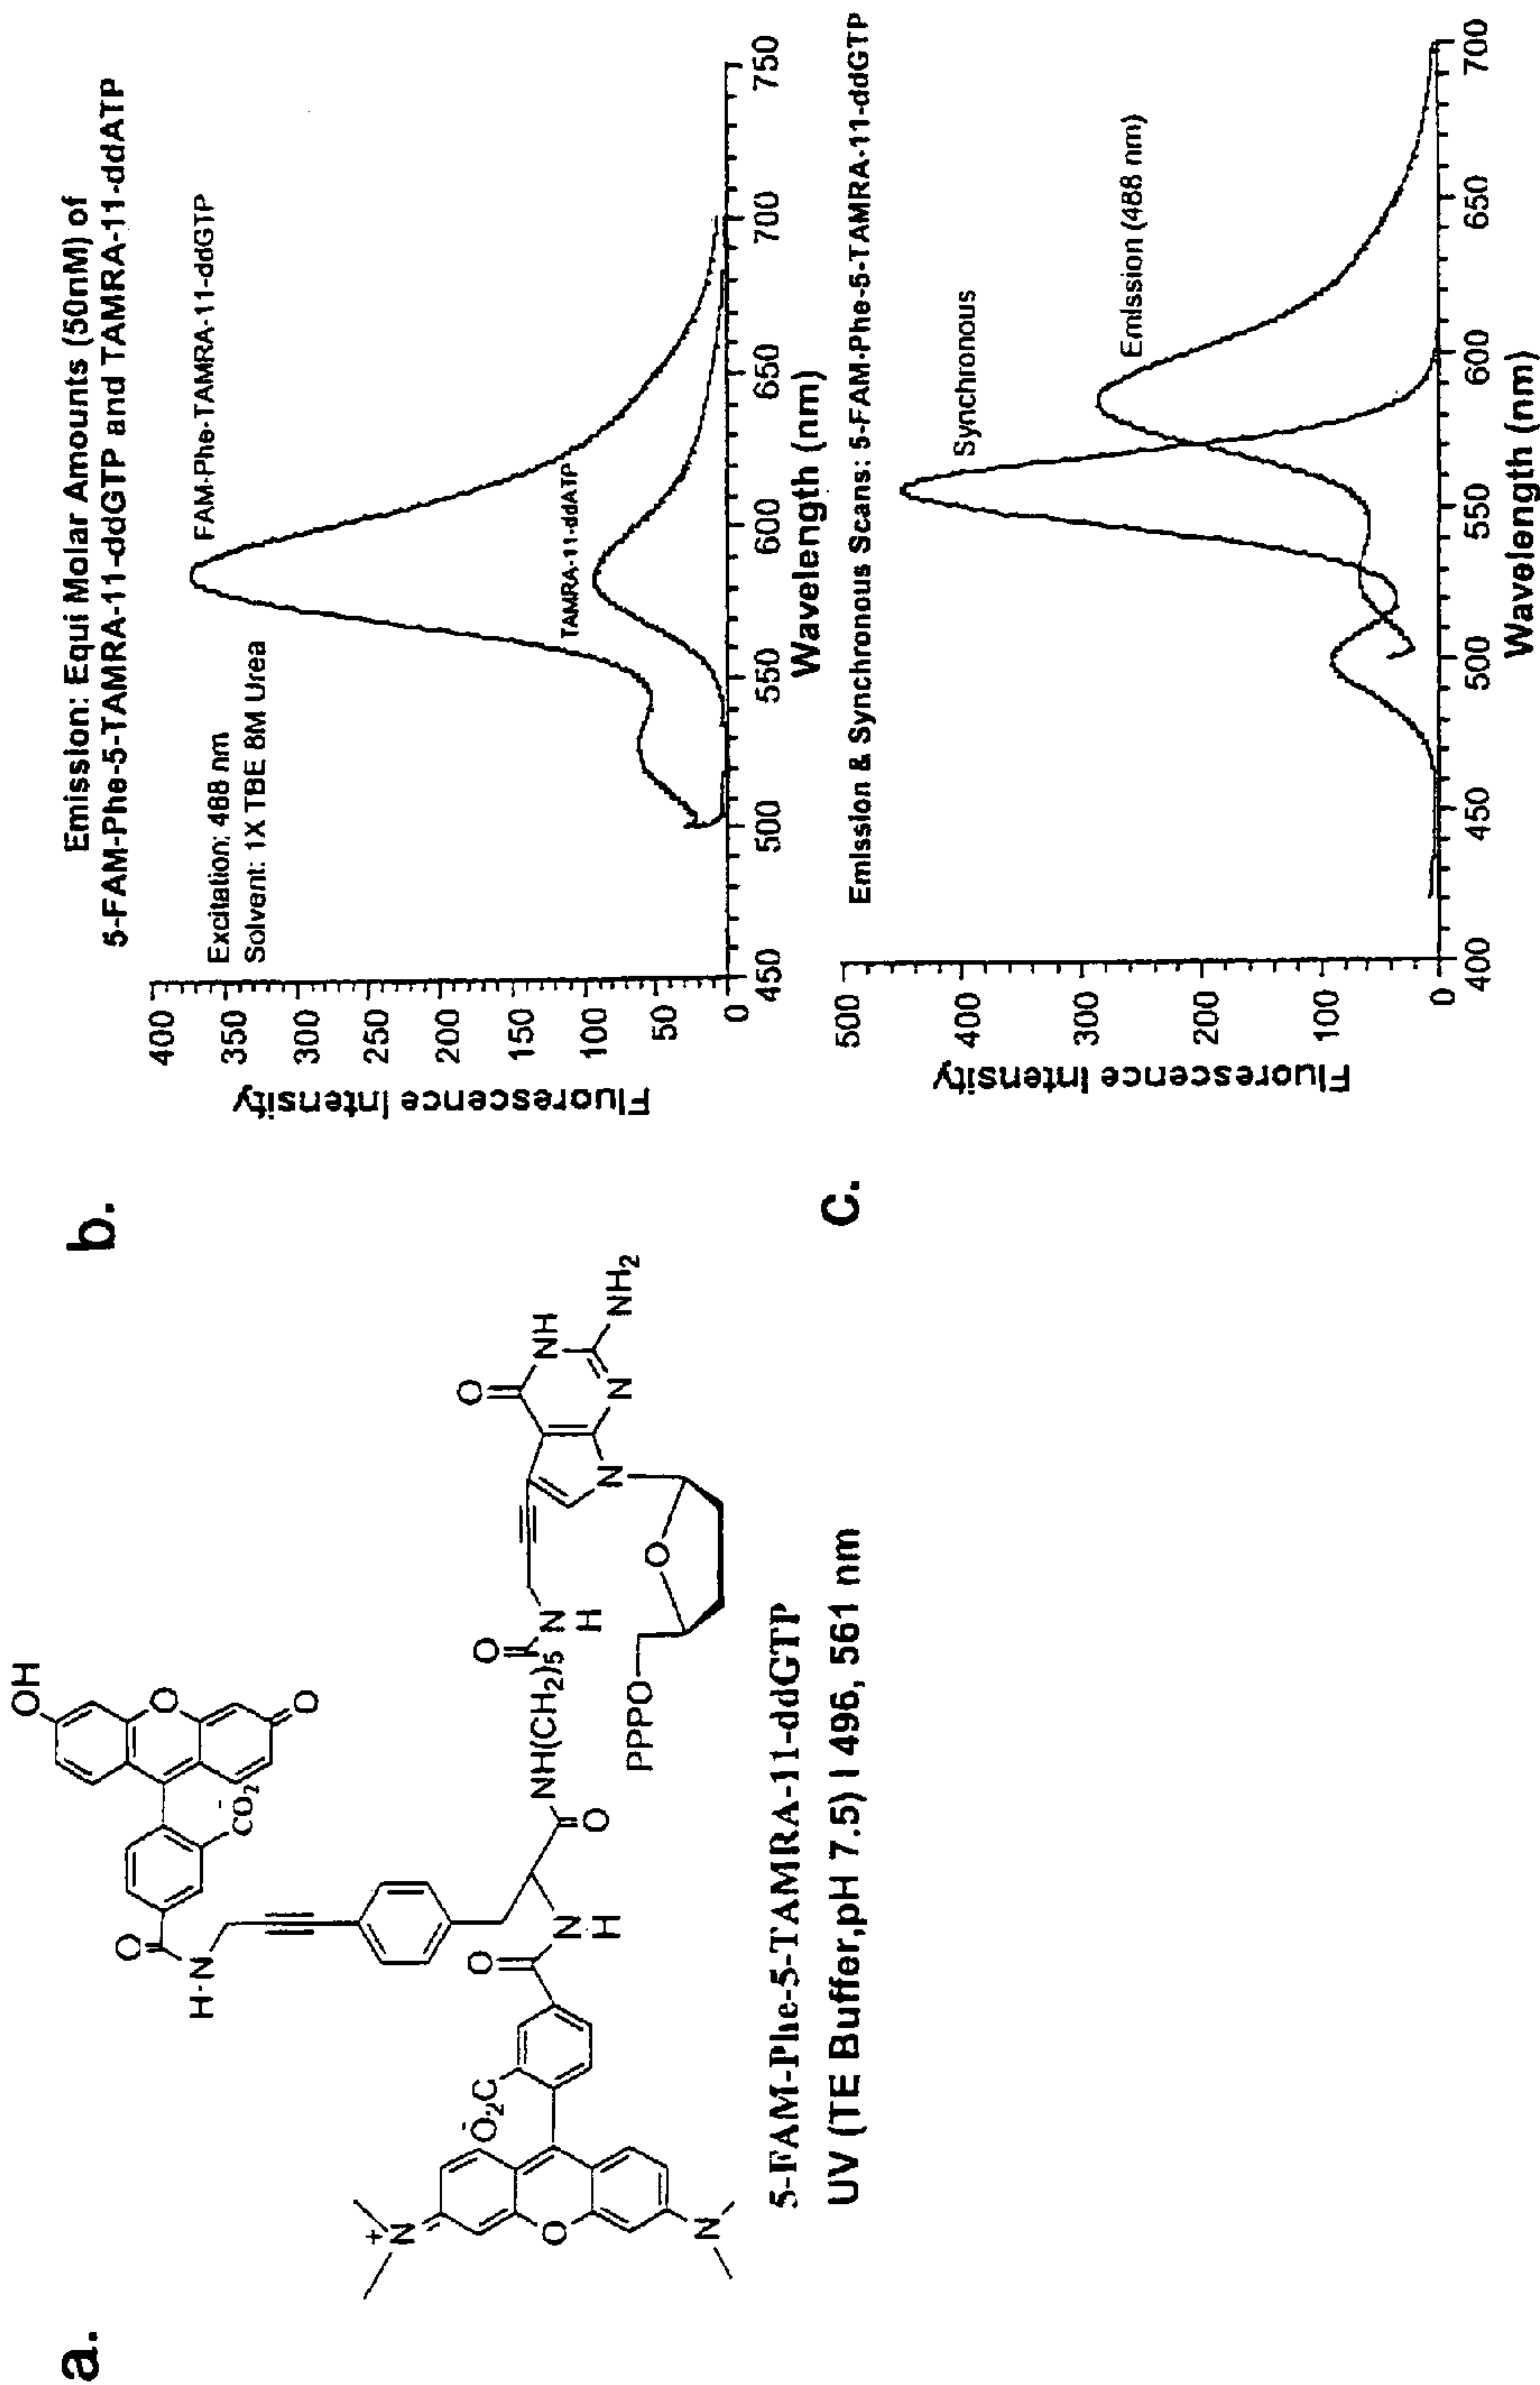 a.
OH
O
O
CO2-
O
H-N
O
N
H
-O2C
+
N
O
N
O
NH(CH2)5
O
N
H
O
NH
N
NH2
N
O
PPPO
5-FAM-Phe-5-TAMRA-11-ddGTP
UV (TE Buffer,pH 7.5) l 496, 561 nm
b.
Emission: Equi Molar Amounts (50nM) of
5-FAM-Phe-5-TAMRA-11-ddGTP and TAMRA-11-ddATP
Excitation: 488 nm
Solvent: 1X TBE 8M Urea
FAM-Phe-TAMRA-11-ddGTP
TAMRA-11-ddATP
Fluorescence Intensity
400
350
300
250
200
150
100
50
0
450
500
550
600
650
700
750
Wavelength (nm)
c.
Emission & Synchronous Scans: 5-FAM-Phe-5-TAMRA-11-ddGTP
Synchronous
Emission (488 nm)
Fluorescence Intensity
500
400
300
200
100
0
400
450
500
550
600
650
700
Wavelength (nm)